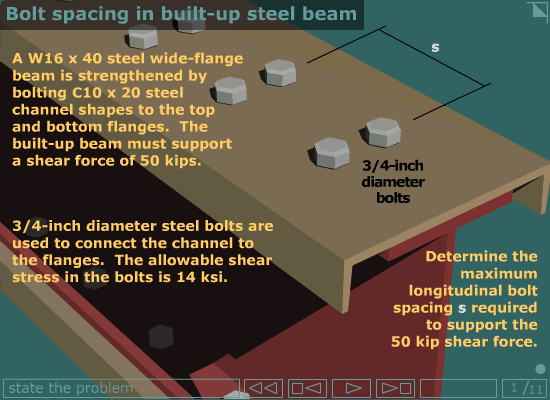 Bolt spacing in built-up steel beam
s
A W16 x 40 steel wide-flange
beam is strengthened by
bolting C10 x 20 steel
channel shapes to the top
and bottom flanges.  The
built-up beam must support
a shear force of 50 kips.
3/4-inch
diameter
bolts
3/4-inch diameter steel bolts are
used to connect the channel to
the flanges.  The allowable shear
stress in the bolts is 14 ksi.
Determine the
maximum
longitudinal bolt
spacing s required
to support the
50 kip shear force.
state the problem
1/11